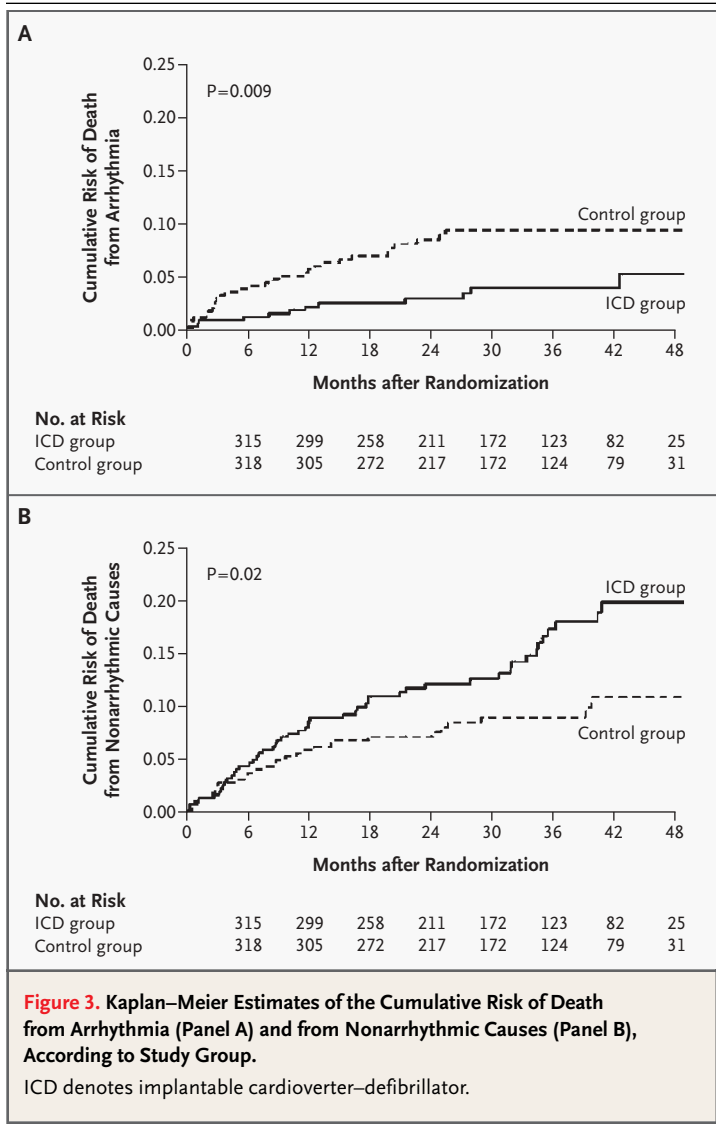 A
Cumulative Risk of Death
from Arrhythmia
0.25
0.20
0.15
0.10
0.05
0.00
P=0.009
Control group
ICD group
0 6 12 18 24 30 36 42 48
Months after Randomization
No. at Risk
ICD group 315 299 258 211 172 123 82 25
Control group 318 305 272 217 172 124 79 31
B
Cumulative Risk of Death
from Nonarrhythmic Causes
0.25
0.20
0.15
0.10
0.05
0.00
P=0.02
ICD group
Control group
0 6 12 18 24 30 36 42 48
Months after Randomization
No. at Risk
ICD group 315 299 258 211 172 123 82 25
Control group 318 305 272 217 172 124 79 31
Figure 3. Kaplan–Meier Estimates of the Cumulative Risk of Death
from Arrhythmia (Panel A) and from Nonarrhythmic Causes (Panel B),
According to Study Group.
ICD denotes implantable cardioverter–defibrillator.